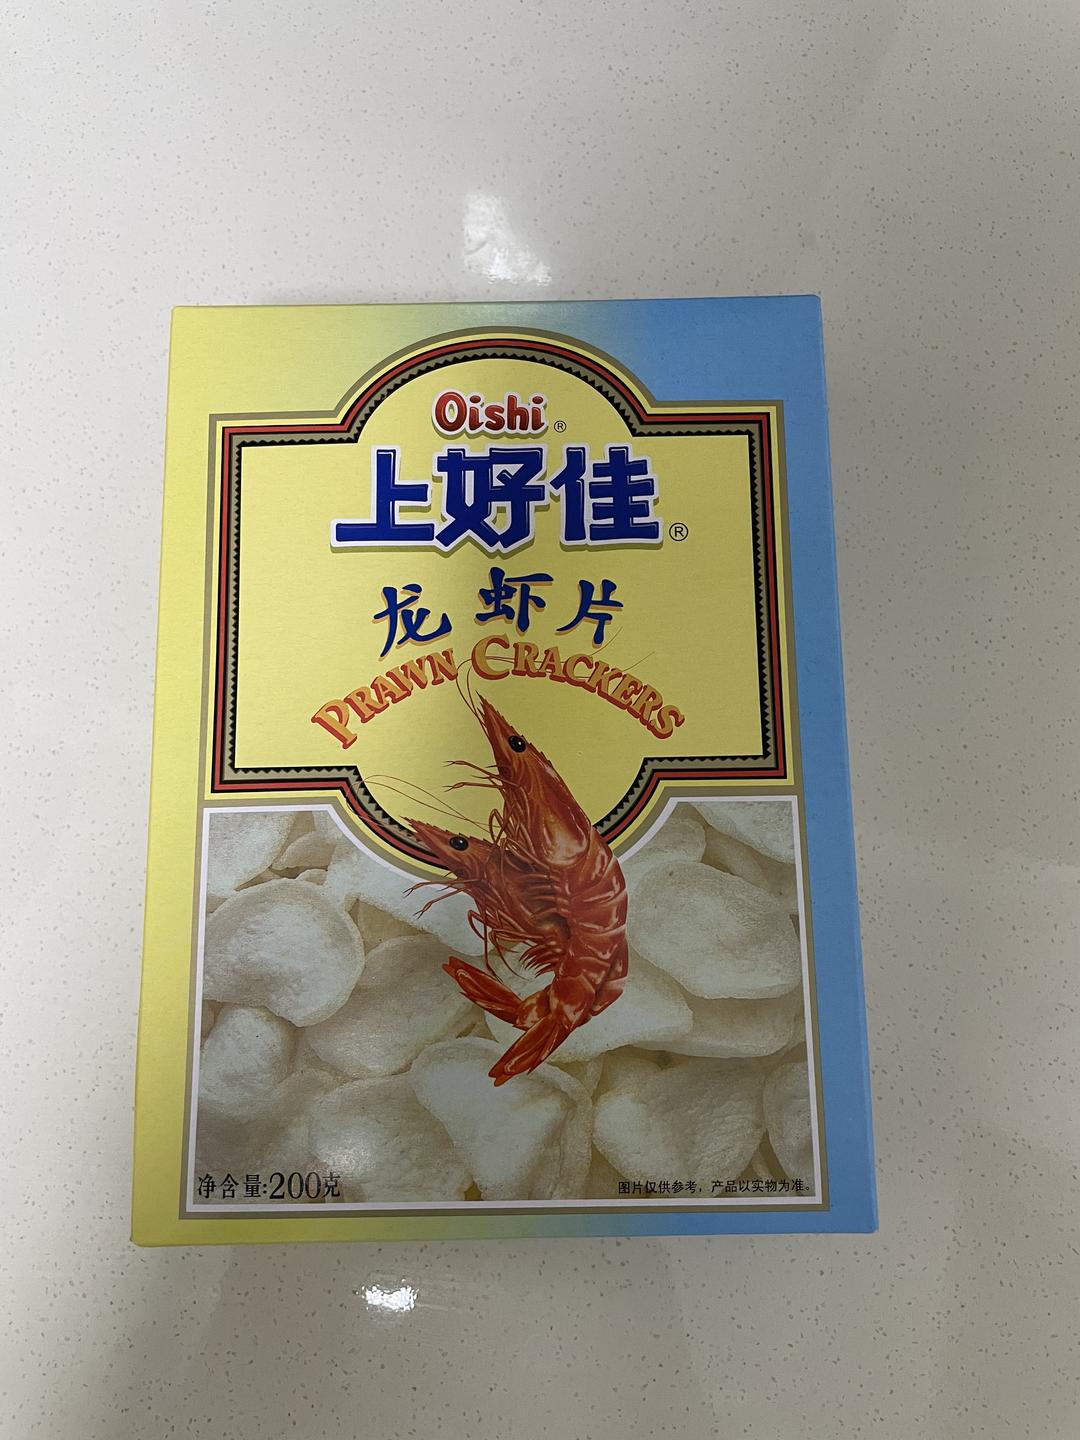 Oishi®
上好佳®
龙虾片
PRAWN CRACKERS
净含量:200克
图片仅供参考，产品以实物为准。